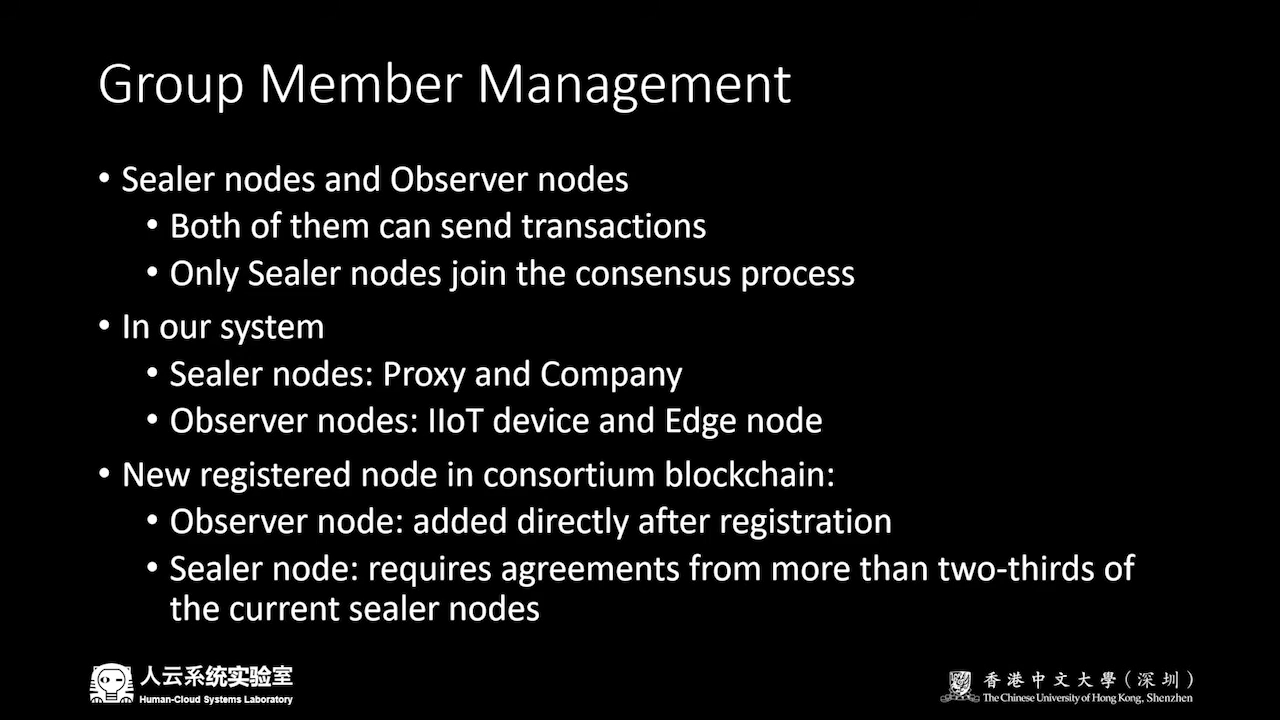 Group Member Management
• Sealer nodes and Observer nodes
• Both of them can send transactions
• Only Sealer nodes join the consensus process
• In our system
• Sealer nodes: Proxy and Company
• Observer nodes: IIoT device and Edge node
• New registered node in consortium blockchain:
• Observer node: added directly after registration
• Sealer node: requires agreements from more than two-thirds of
the current sealer nodes
人云系统实验室
Human-Cloud Systems Laboratory
香港中文大學(深圳)
The Chinese University of Hong Kong, Shenzhen